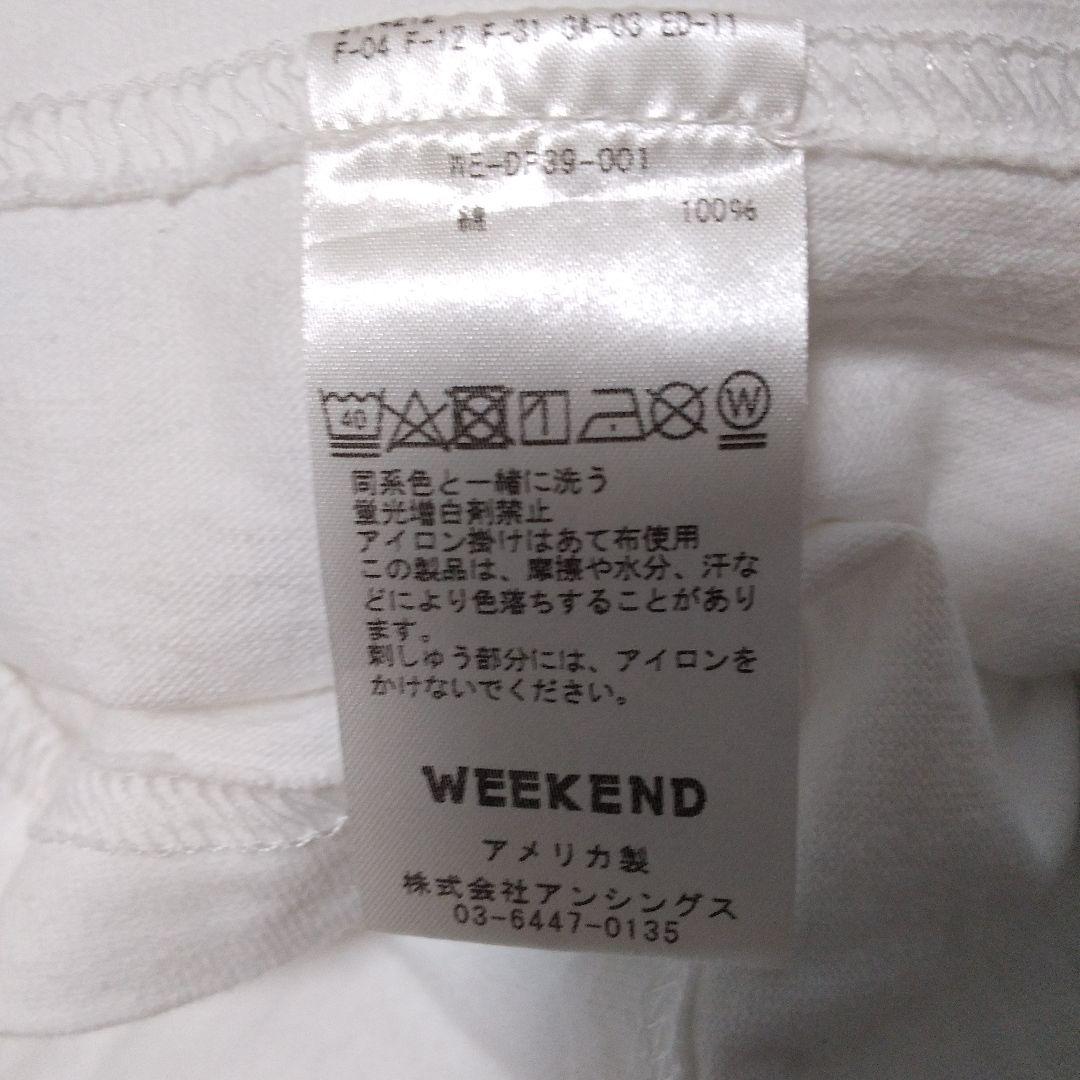 F-04 F-12 F-31 3A-03 ED-11
WE-DP39-001
綿 100%
40
W
同系色と一緒に洗う
蛍光増白剤禁止
アイロン掛けはあて布使用
この製品は、摩擦や水分、汗な
どにより色落ちすることがあり
ます。
刺しゅう部分には、アイロンを
かけないでください。
WEEKEND
アメリカ製
株式会社アンシングス
03-6447-0135